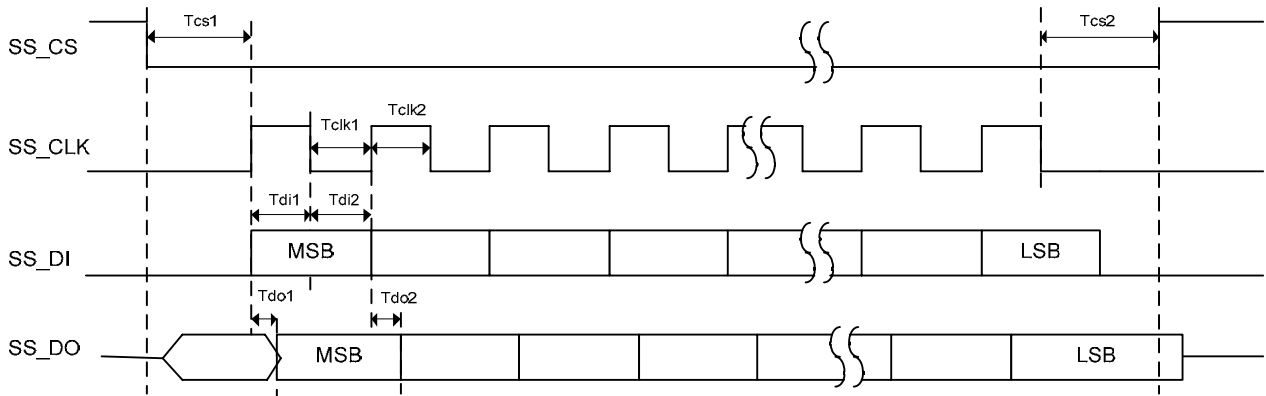 Tcs1
Tcs2
SS_CS
Tclk1
Tclk2
SS_CLK
Tdi1
Tdi2
SS_DI
MSB
LSB
Tdo1
Tdo2
SS_DO
MSB
LSB